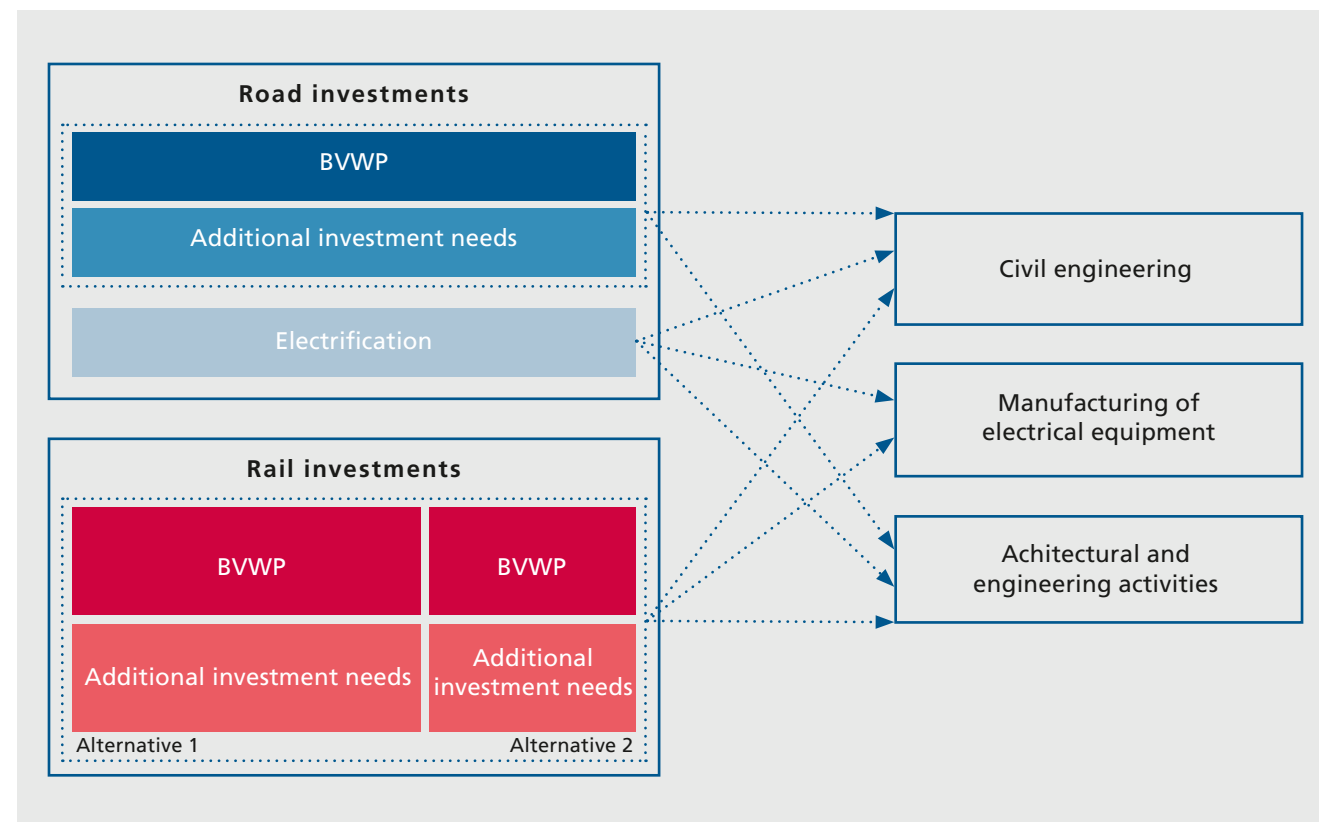 Road investments
BVWP
Additional investment needs
Electrification
Rail investments
BVWP
Additional investment needs
Alternative 1
BVWP
Additional
investment needs
Alternative 2
Civil engineering
Manufacturing of
electrical equipment
Achitectural and
engineering activities